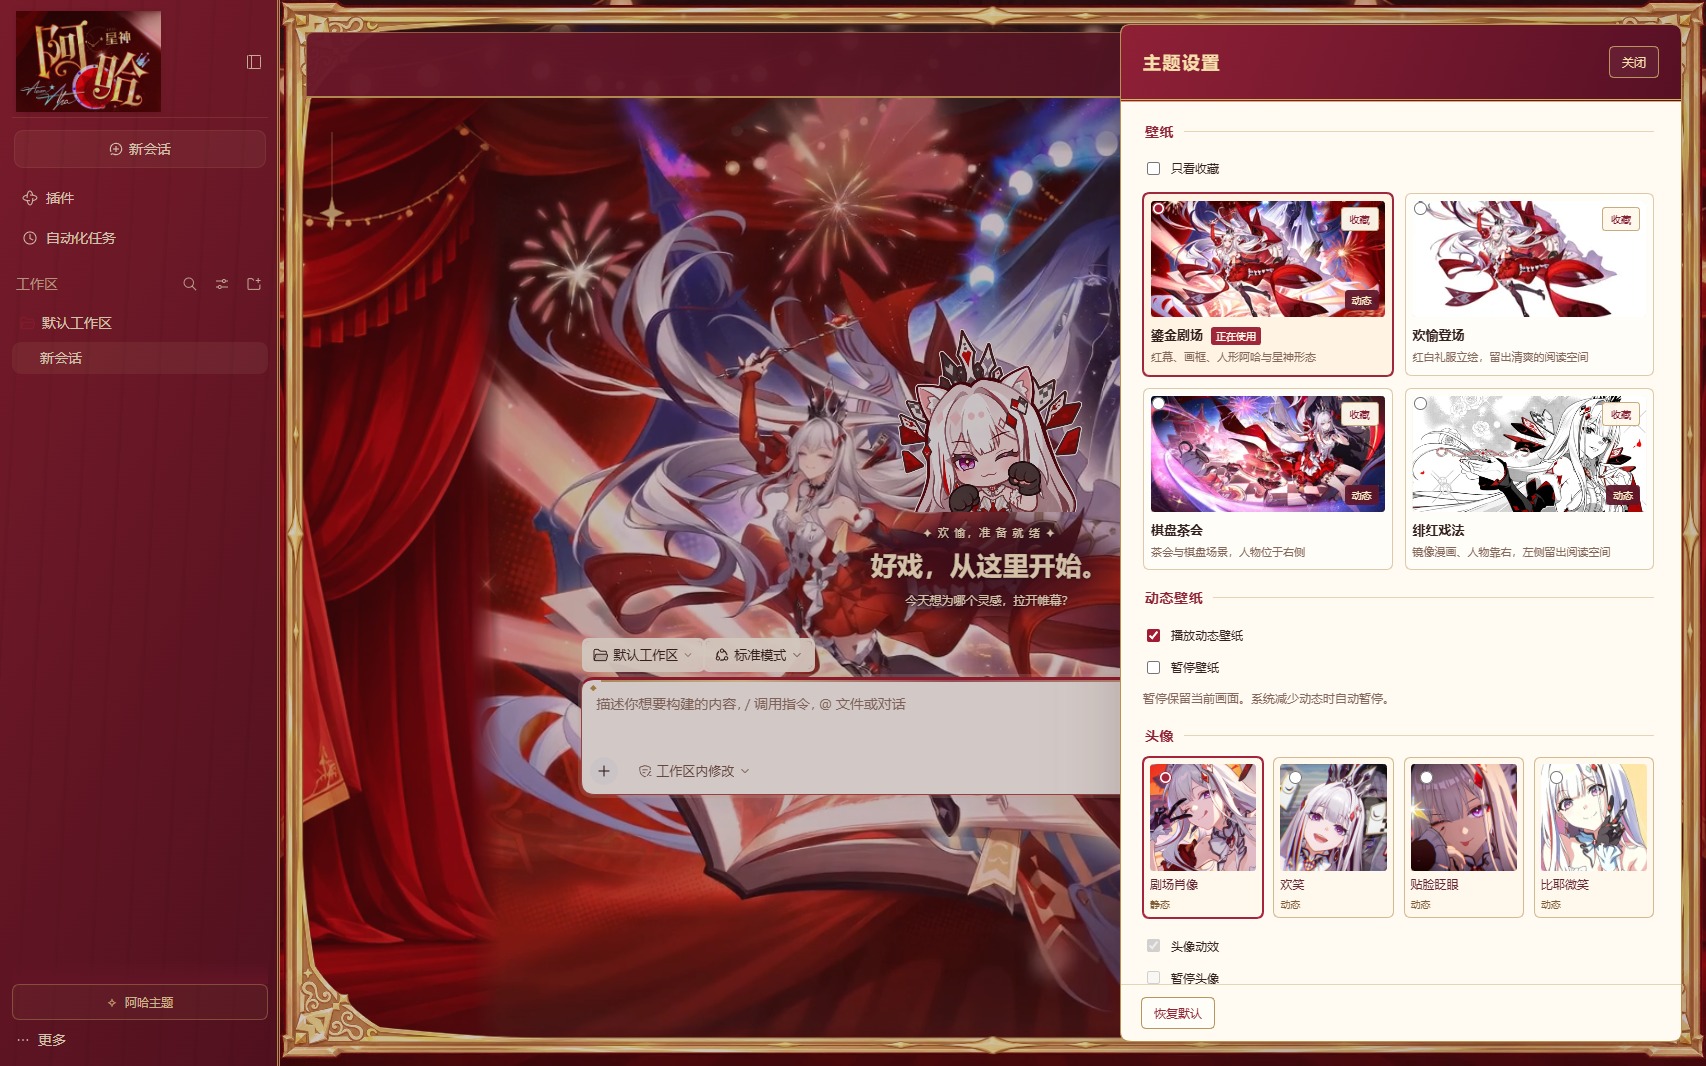 阿哈
星神
新会话
插件
自动化任务
工作区
默认工作区
新会话
阿哈主题
更多
欢愉，准备就绪
好戏，从这里开始。
今天想为哪个灵感，拉开帷幕？
默认工作区
标准模式
描述你想要构建的内容, / 调用指令, @ 文件或对话
工作区内修改
主题设置
关闭
壁纸
只看收藏
收藏
动态
鎏金剧场 正在使用
红幕、画框、人形阿哈与星神形态
收藏
欢愉登场
红白礼服立绘，留出清爽的阅读空间
收藏
动态
棋盘茶会
茶会与棋盘场景，人物位于右侧
收藏
动态
绯红戏法
镜像漫画、人物靠右，左侧留出阅读空间
动态壁纸
播放动态壁纸
暂停壁纸
暂停保留当前画面。系统减少动态时自动暂停。
头像
剧场肖像
静态
欢笑
动态
贴脸眨眼
动态
比耶微笑
动态
头像动效
暂停头像
恢复默认